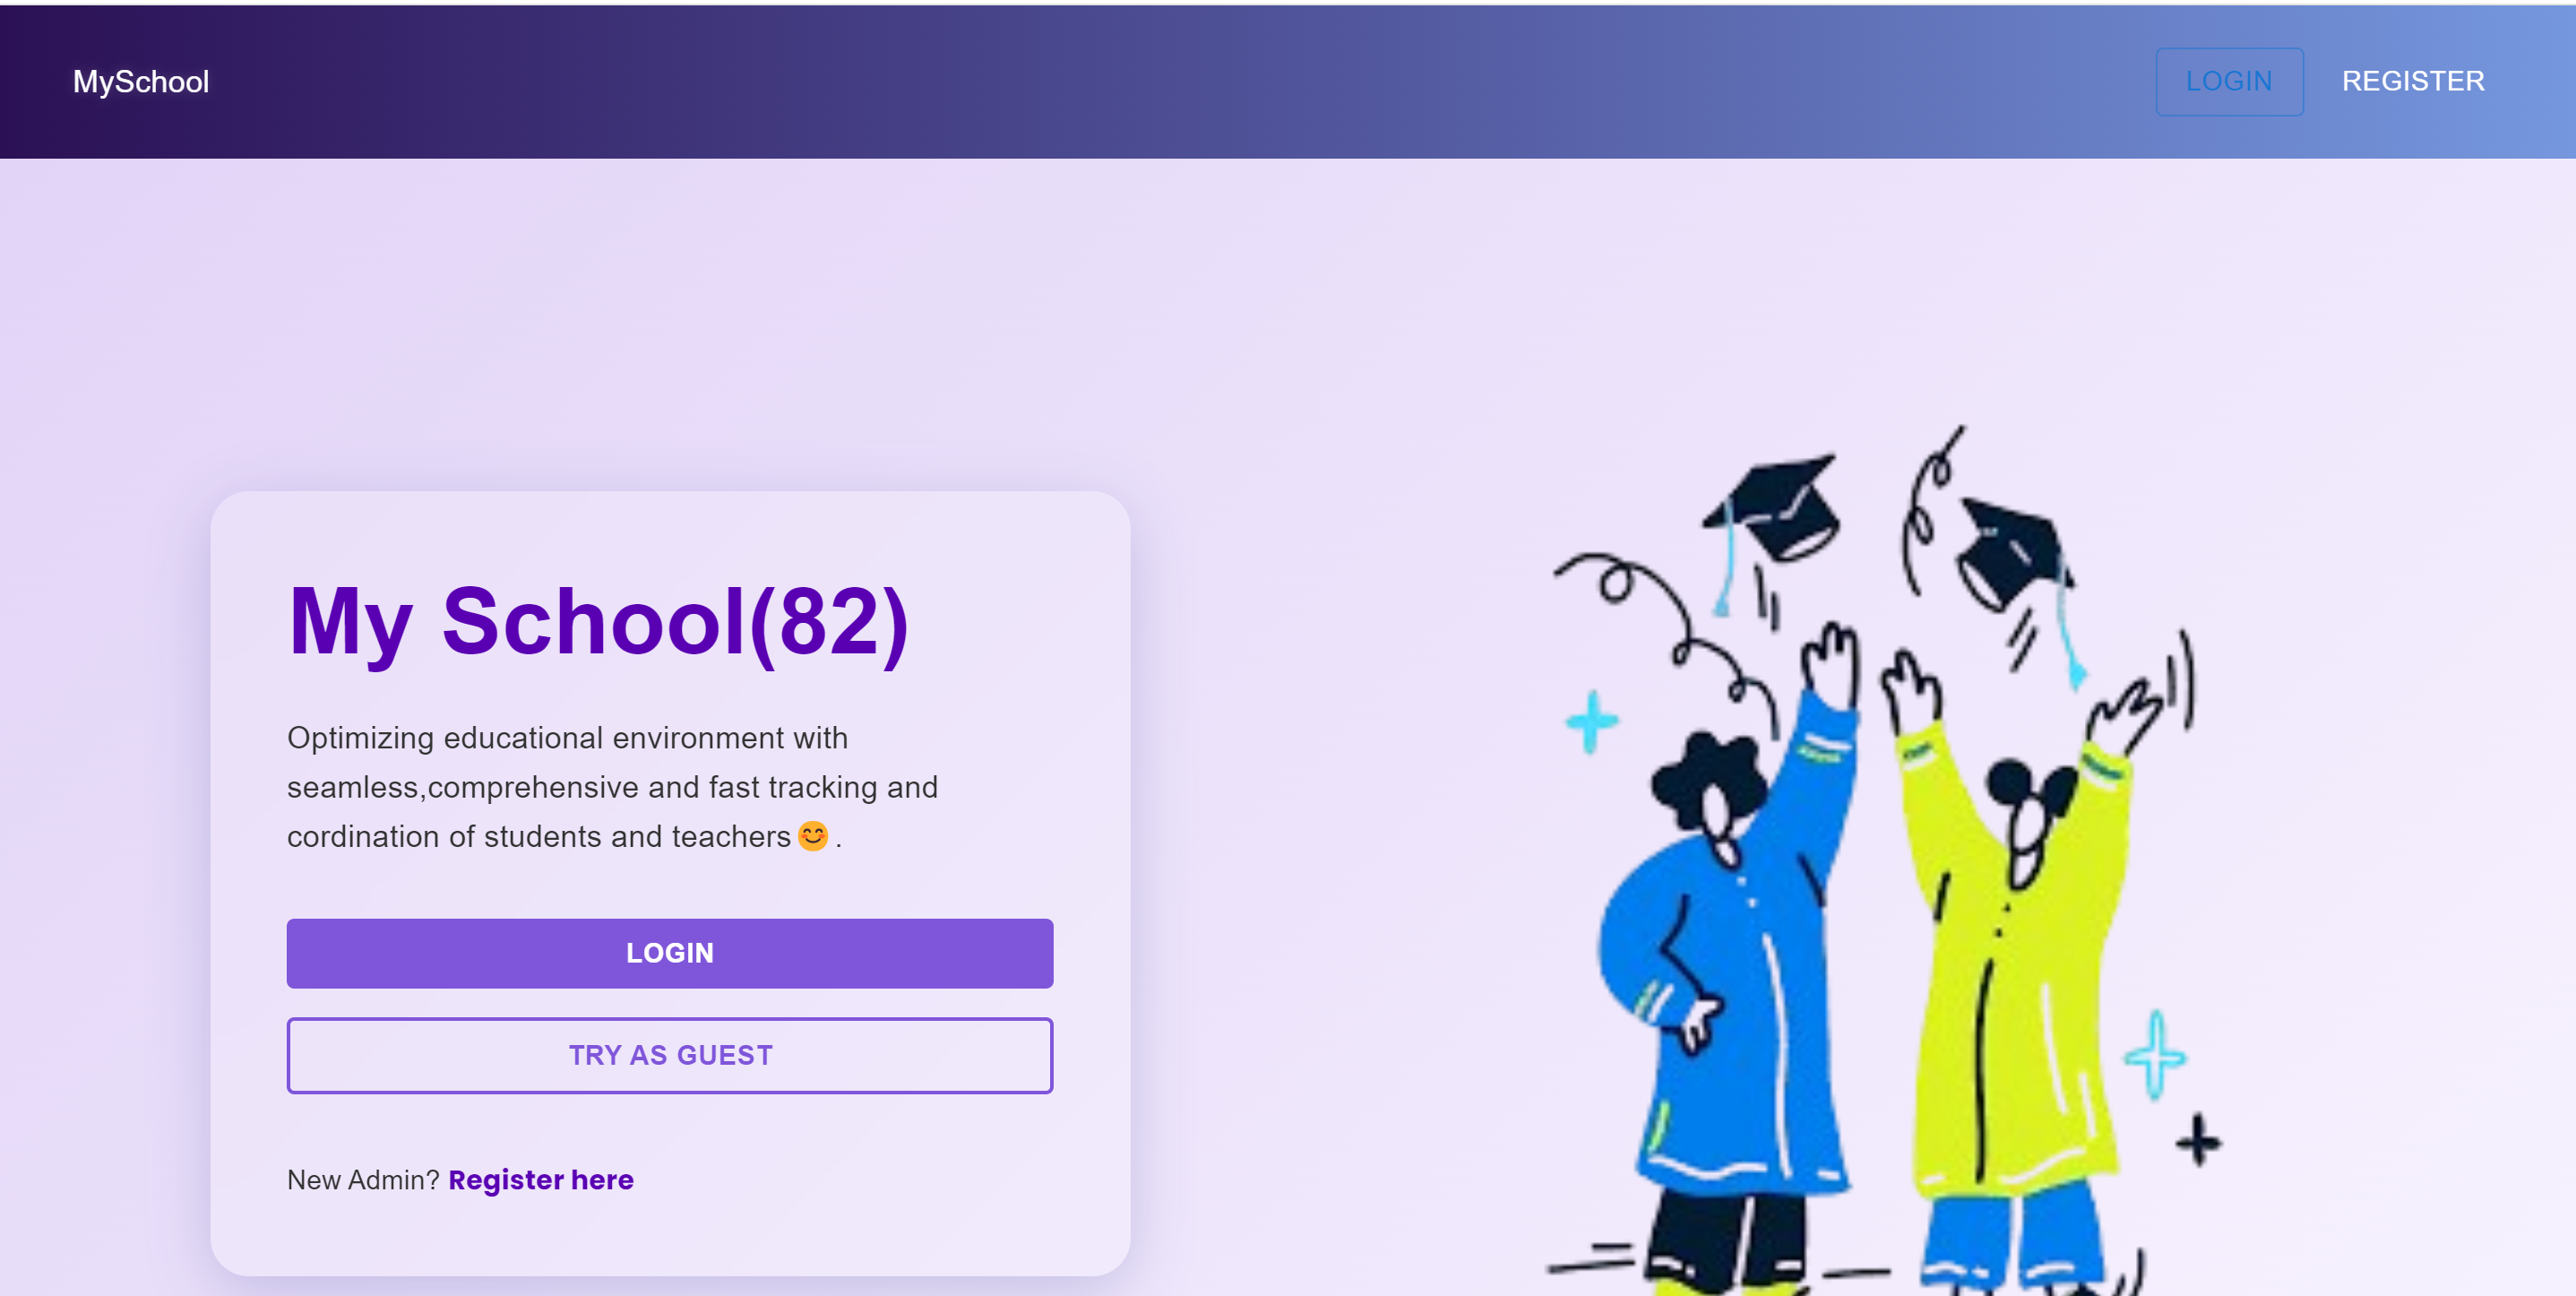 MySchool
LOGIN
REGISTER
My School(82)
Optimizing educational environment with
seamless,comprehensive and fast tracking and
cordination of students and teachers😊.
LOGIN
TRY AS GUEST
New Admin? Register here